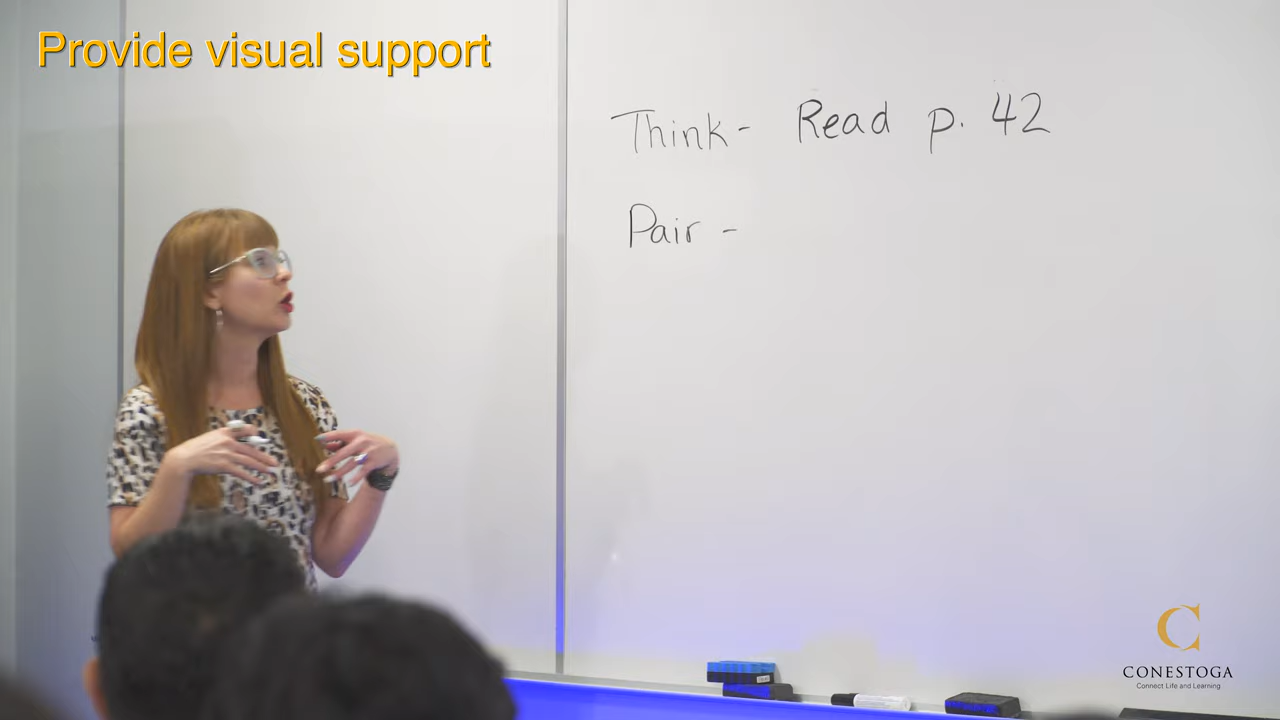 Provide visual support
Think - Read p. 42
Pair -
CONESTOGA
Connect Life and Learning